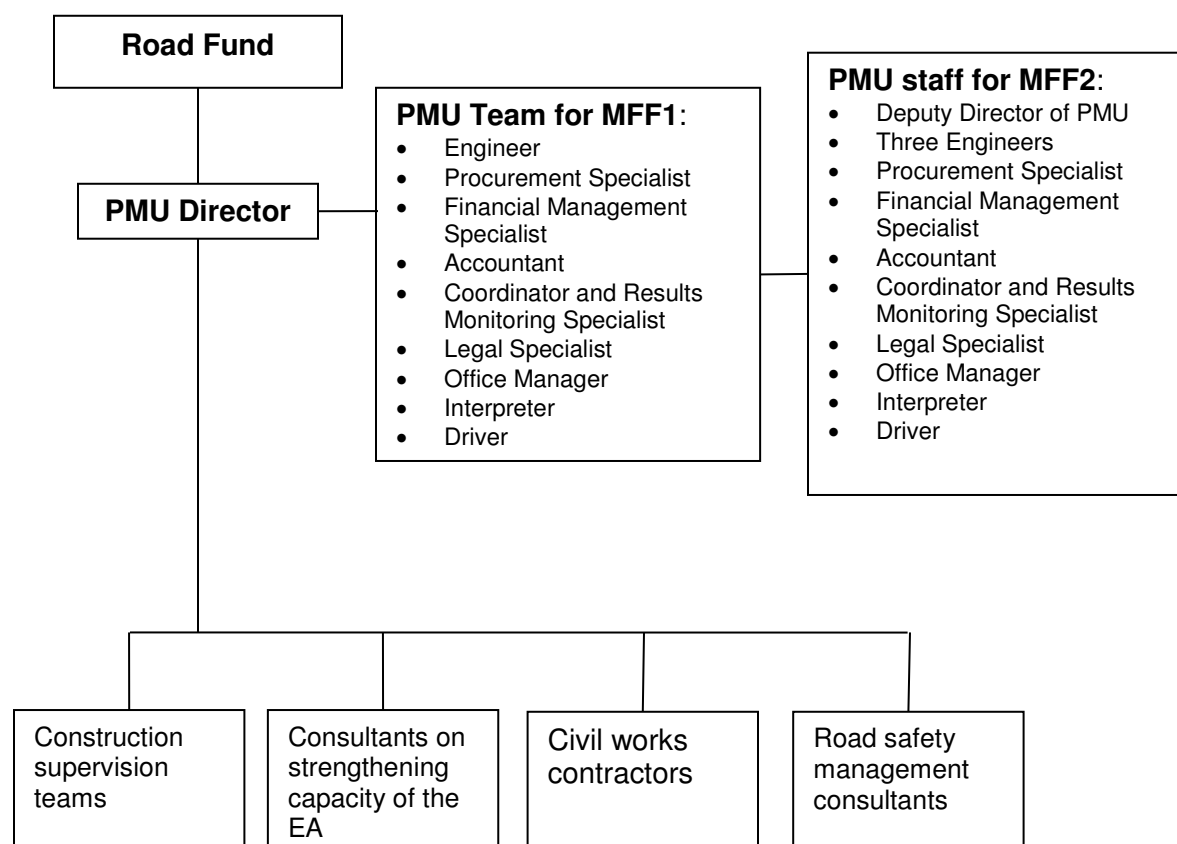 Road Fund
PMU Director
PMU Team for MFF1:
• Engineer
• Procurement Specialist
• Financial Management
Specialist
• Accountant
• Coordinator and Results
Monitoring Specialist
• Legal Specialist
• Office Manager
• Interpreter
• Driver
PMU staff for MFF2:
• Deputy Director of PMU
• Three Engineers
• Procurement Specialist
• Financial Management
Specialist
• Accountant
• Coordinator and Results
Monitoring Specialist
• Legal Specialist
• Office Manager
• Interpreter
• Driver
Construction
supervision
teams
Consultants on
strengthening
capacity of the
EA
Civil works
contractors
Road safety
management
consultants